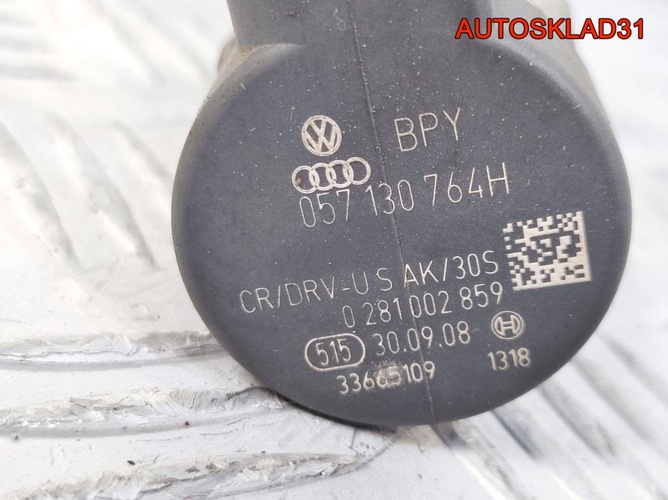 AUTOSKLAD31
BPY
057 130 764H
CR/DRV-U S AK/30S
0 281 002 859
515 30.09.08
33665109 1318